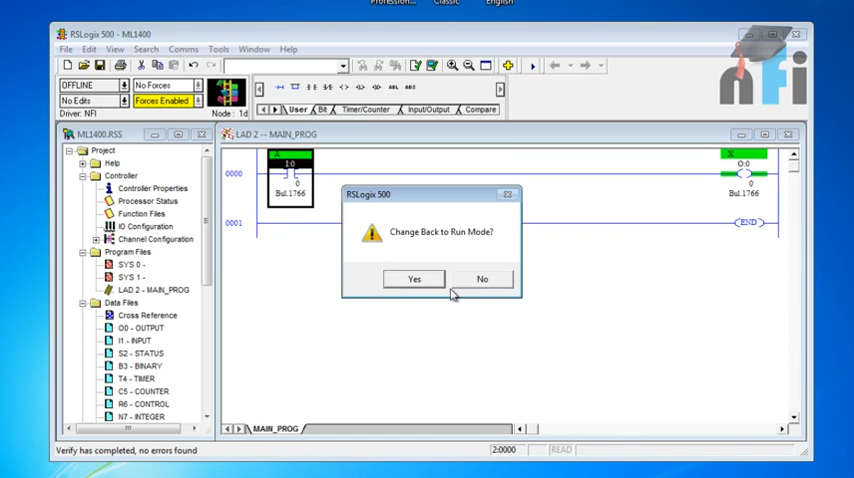 Profession... Classic English
RSLogix 500 - ML1400
File Edit View Search Comms Tools Window Help
nfi
OFFLINE No Forces
No Edits Forces Enabled
Driver: NFI Node : 1d
User Bit Timer/Counter Input/Output Compare
ML1400.RSS
LAD 2 -- MAIN_PROG
Project
Help
Controller
Controller Properties
Processor Status
Function Files
IO Configuration
Channel Configuration
Program Files
SYS 0 -
SYS 1 -
LAD 2 - MAIN_PROG
Data Files
Cross Reference
O0 - OUTPUT
I1 - INPUT
S2 - STATUS
B3 - BINARY
T4 - TIMER
C5 - COUNTER
R6 - CONTROL
N7 - INTEGER
A
I:0
0000
0
Bul.1766
X
O:0
0
Bul.1766
0001
END
RSLogix 500
Change Back to Run Mode?
Yes No
MAIN_PROG
Verify has completed, no errors found
2:0000 READ